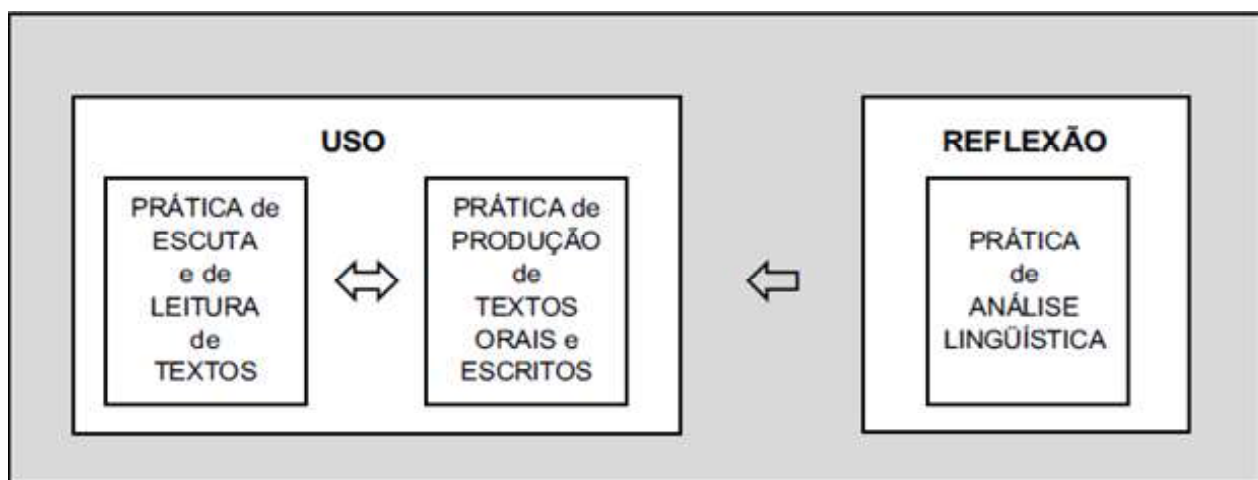 USO
PRÁTICA de
ESCUTA
e de
LEITURA
de
TEXTOS
PRÁTICA de
PRODUÇÃO
de
TEXTOS
ORAIS e
ESCRITOS
REFLEXÃO
PRÁTICA
de
ANÁLISE
LINGÜÍSTICA